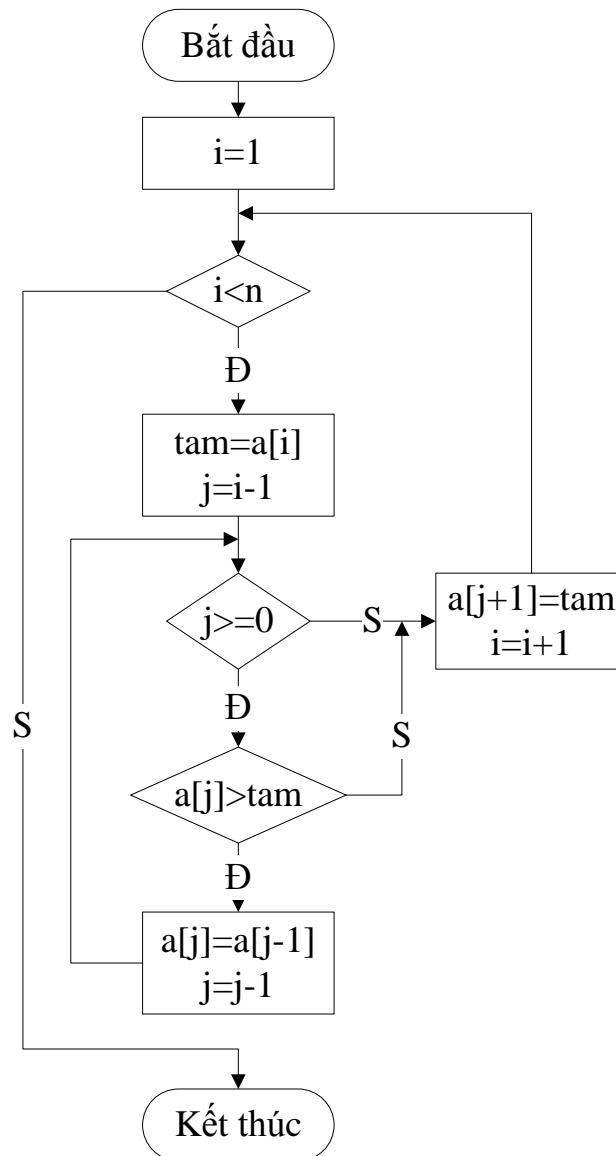 Bắt đầu
i=1
i<n
Đ
tam=a[i]
j=i-1
j>=0
S
a[j+1]=tam
i=i+1
Đ
S
S
a[j]>tam
Đ
a[j]=a[j-1]
j=j-1
Kết thúc